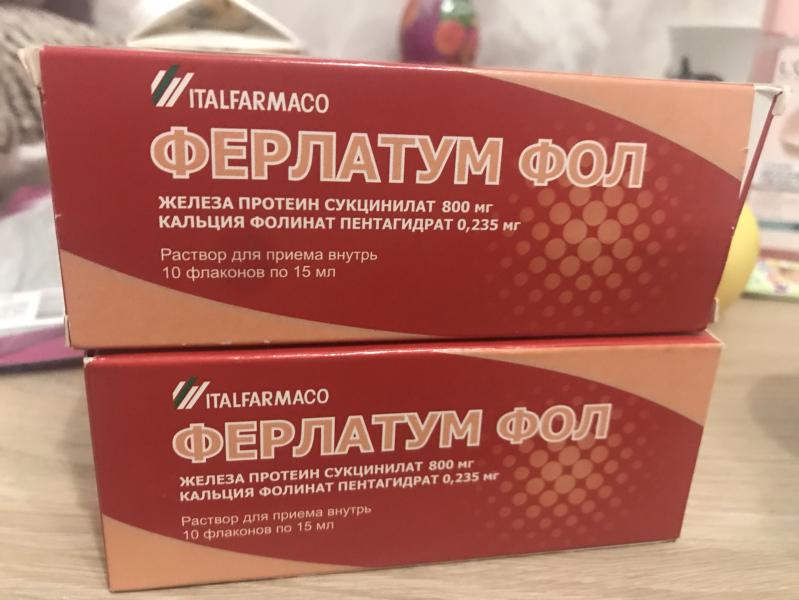 ITALFARMACO
ФЕРЛАТУМ ФОЛ
ЖЕЛЕЗА ПРОТЕИН СУКЦИНИЛАТ 800 мг
КАЛЬЦИЯ ФОЛИНАТ ПЕНТАГИДРАТ 0,235 мг
Раствор для приема внутрь
10 флаконов по 15 мл
ITALFARMACO
ФЕРЛАТУМ ФОЛ
ЖЕЛЕЗА ПРОТЕИН СУКЦИНИЛАТ 800 мг
КАЛЬЦИЯ ФОЛИНАТ ПЕНТАГИДРАТ 0,235 мг
Раствор для приема внутрь
10 флаконов по 15 мл